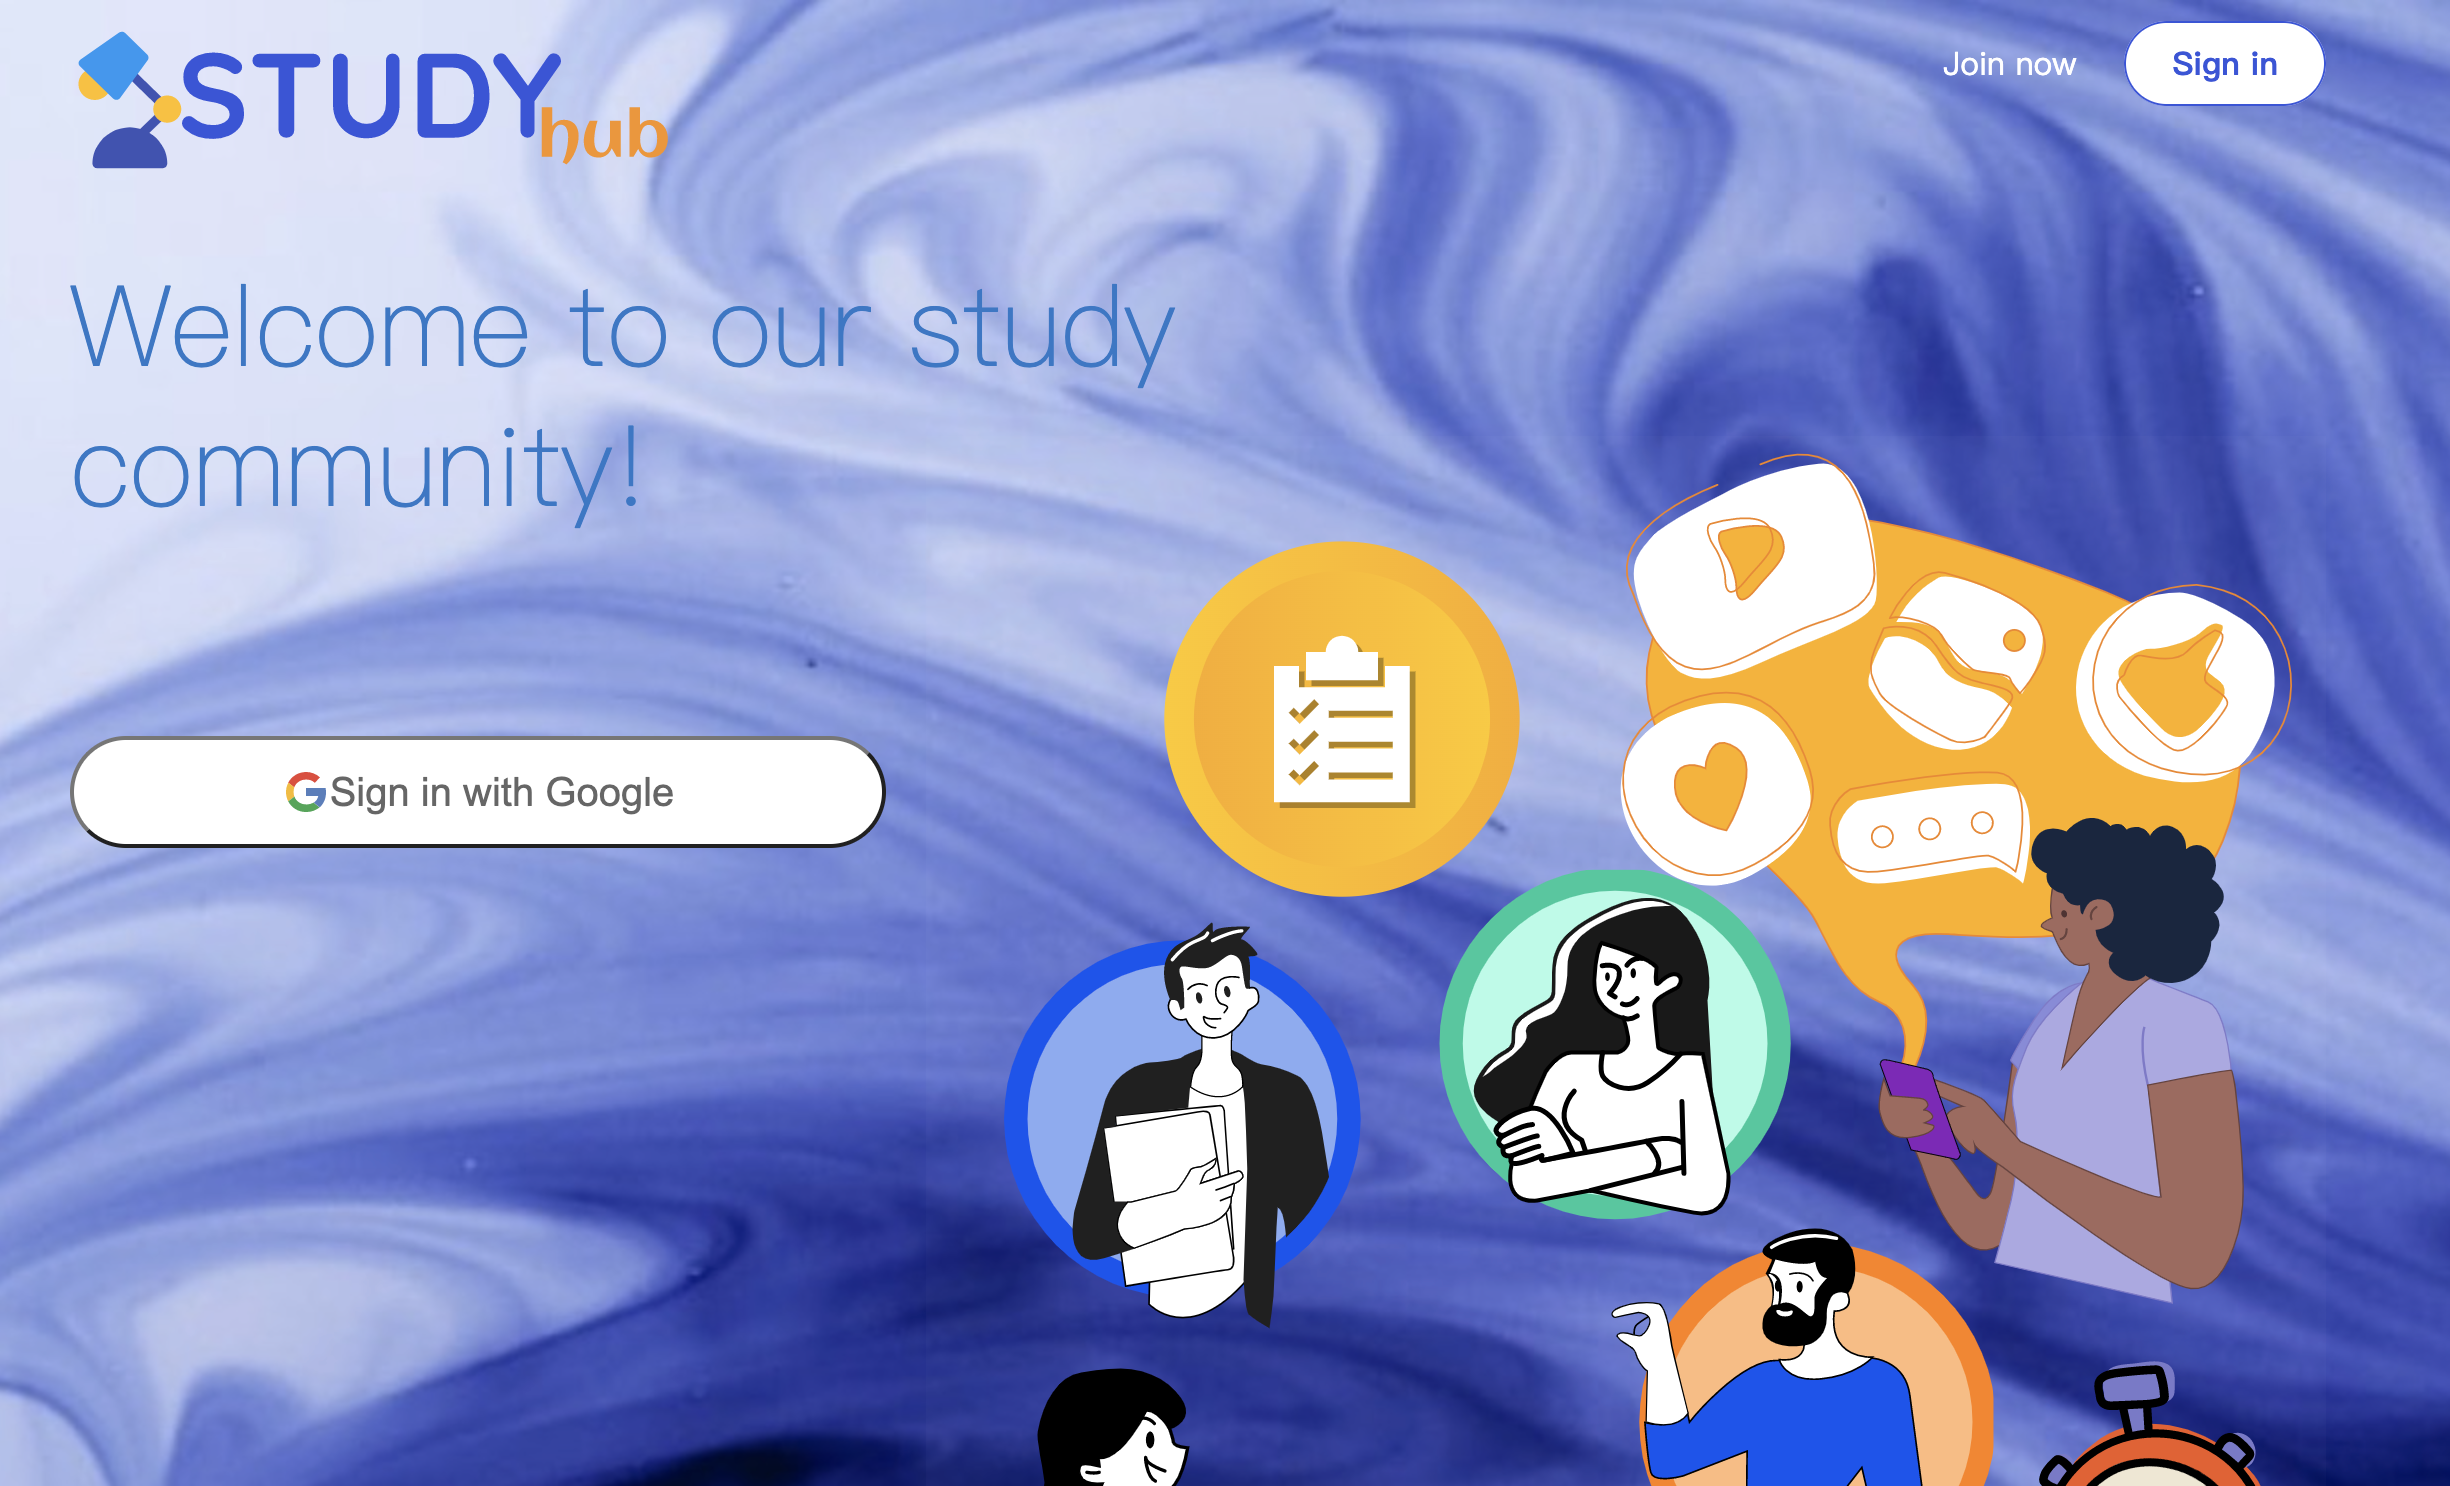 STUDY
hub
Join now
Sign in
Welcome to our study
community!
Sign in with Google